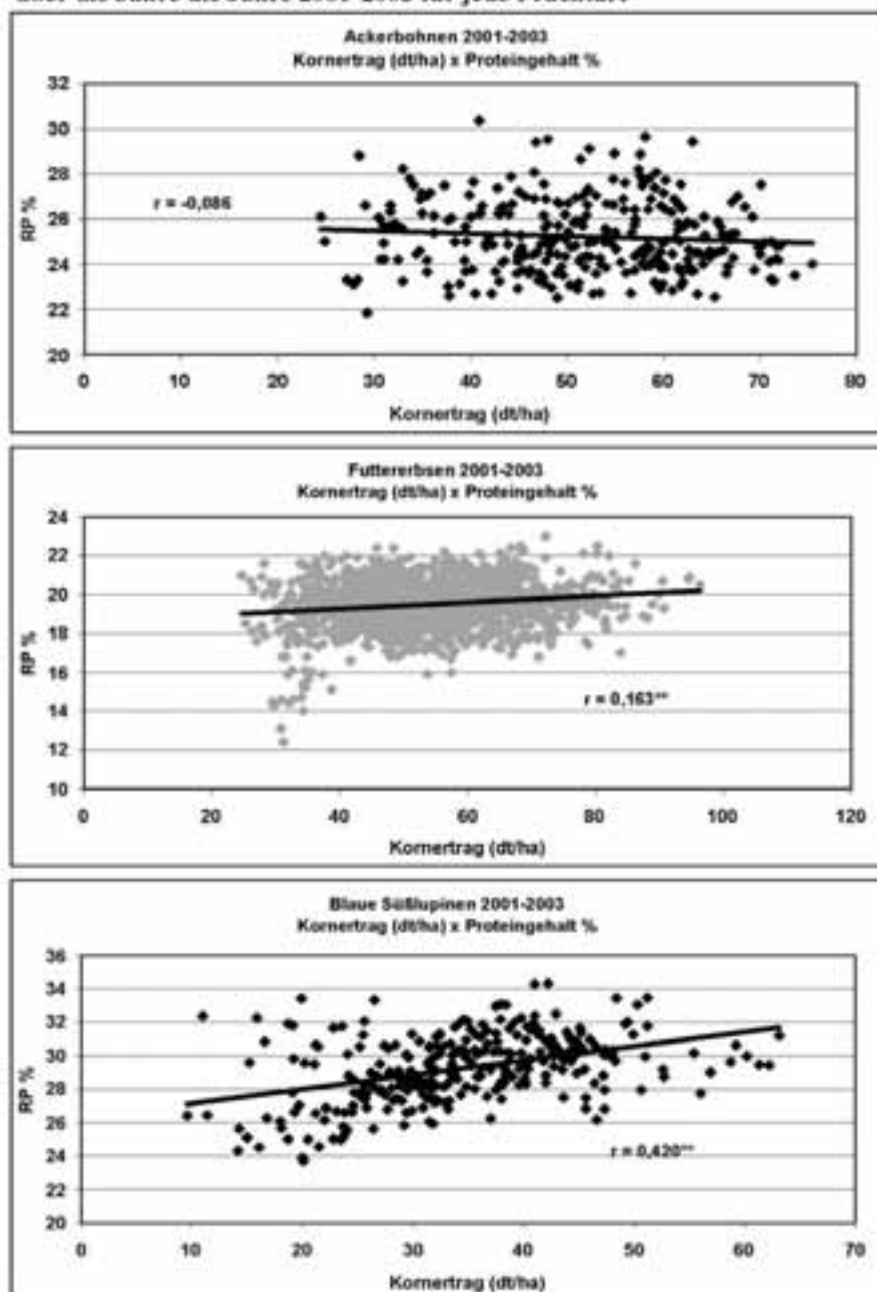 Ackerbohnen 2001-2003
Kornertrag (dt/ha) x Proteingehalt %
32
30
28
26
24
22
20
RP %
r = -0,086
0 10 20 30 40 50 60 70 80
Kornertrag (dt/ha)
Futtererbsen 2001-2003
Kornertrag (dt/ha) x Proteingehalt %
24
22
20
18
16
14
12
10
RP %
r = 0,163**
0 20 40 60 80 100 120
Kornertrag (dt/ha)
Blaue Süßlupinen 2001-2003
Kornertrag (dt/ha) x Proteingehalt %
36
34
32
30
28
26
24
22
20
RP %
r = 0,420**
0 10 20 30 40 50 60 70
Kornertrag (dt/ha)